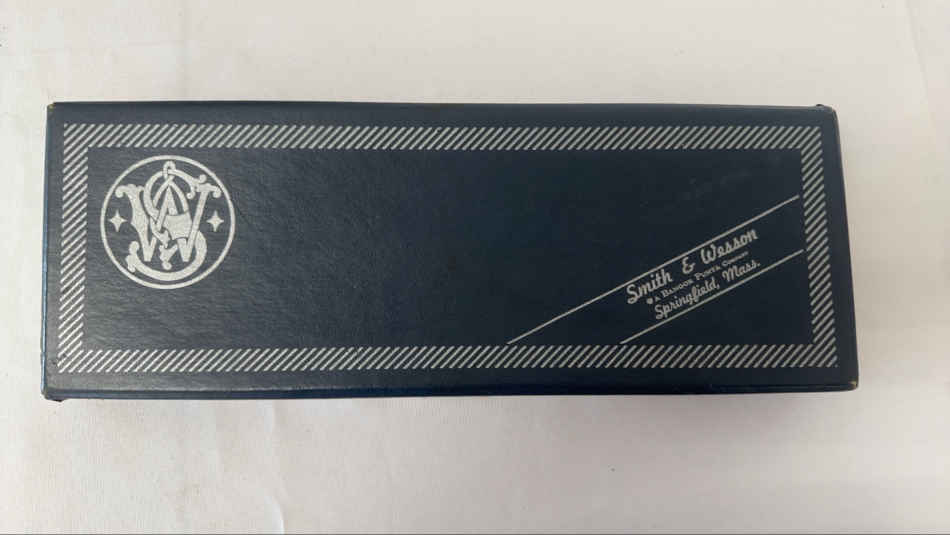 S&W
Smith & Wesson
A BANGOR PUNTA COMPANY
Springfield, Mass.